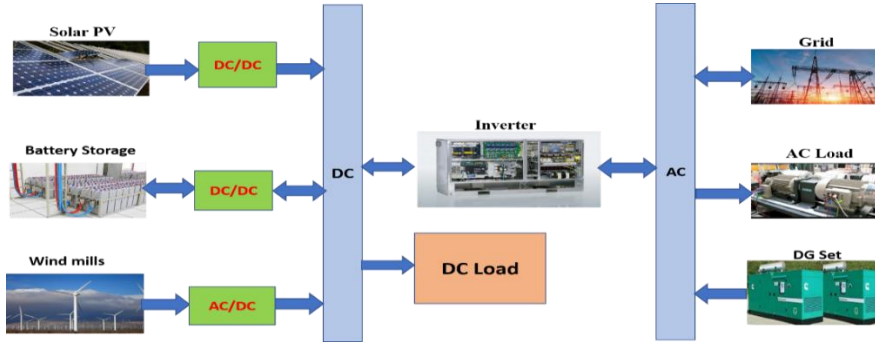 Solar PV
DC/DC
Battery Storage
DC/DC
Wind mills
AC/DC
DC
Inverter
DC Load
AC
Grid
AC Load
DG Set